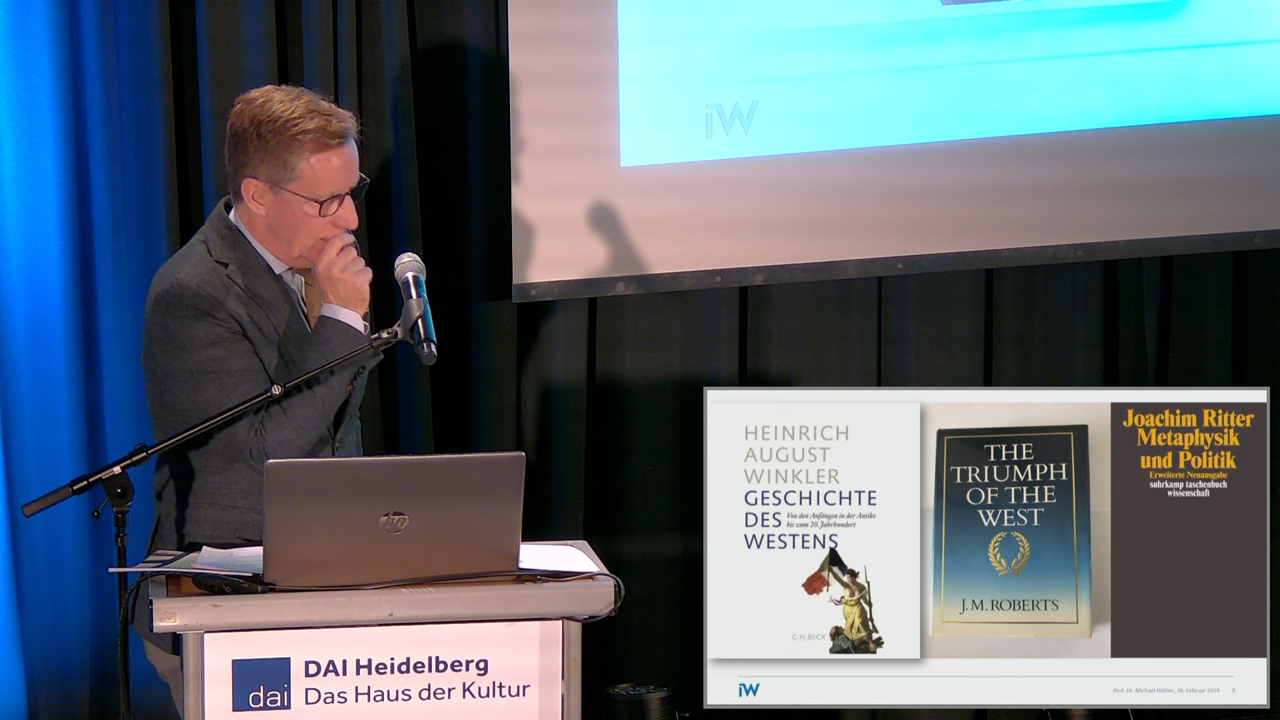 iW
hp
dai
DAI Heidelberg
Das Haus der Kultur
HEINRICH
AUGUST
WINKLER
GESCHICHTE
DES
Von den Anfängen in der Antike
bis zum 20. Jahrhundert
WESTENS
C.H.BECK
THE
TRIUMPH
OF THE
WEST
J.M. ROBERTS
Joachim Ritter
Metaphysik
und Politik
Erweiterte Neuausgabe
suhrkamp taschenbuch
wissenschaft
iW
Prof. Dr. Michael Hüther, 28. Februar 2024 8